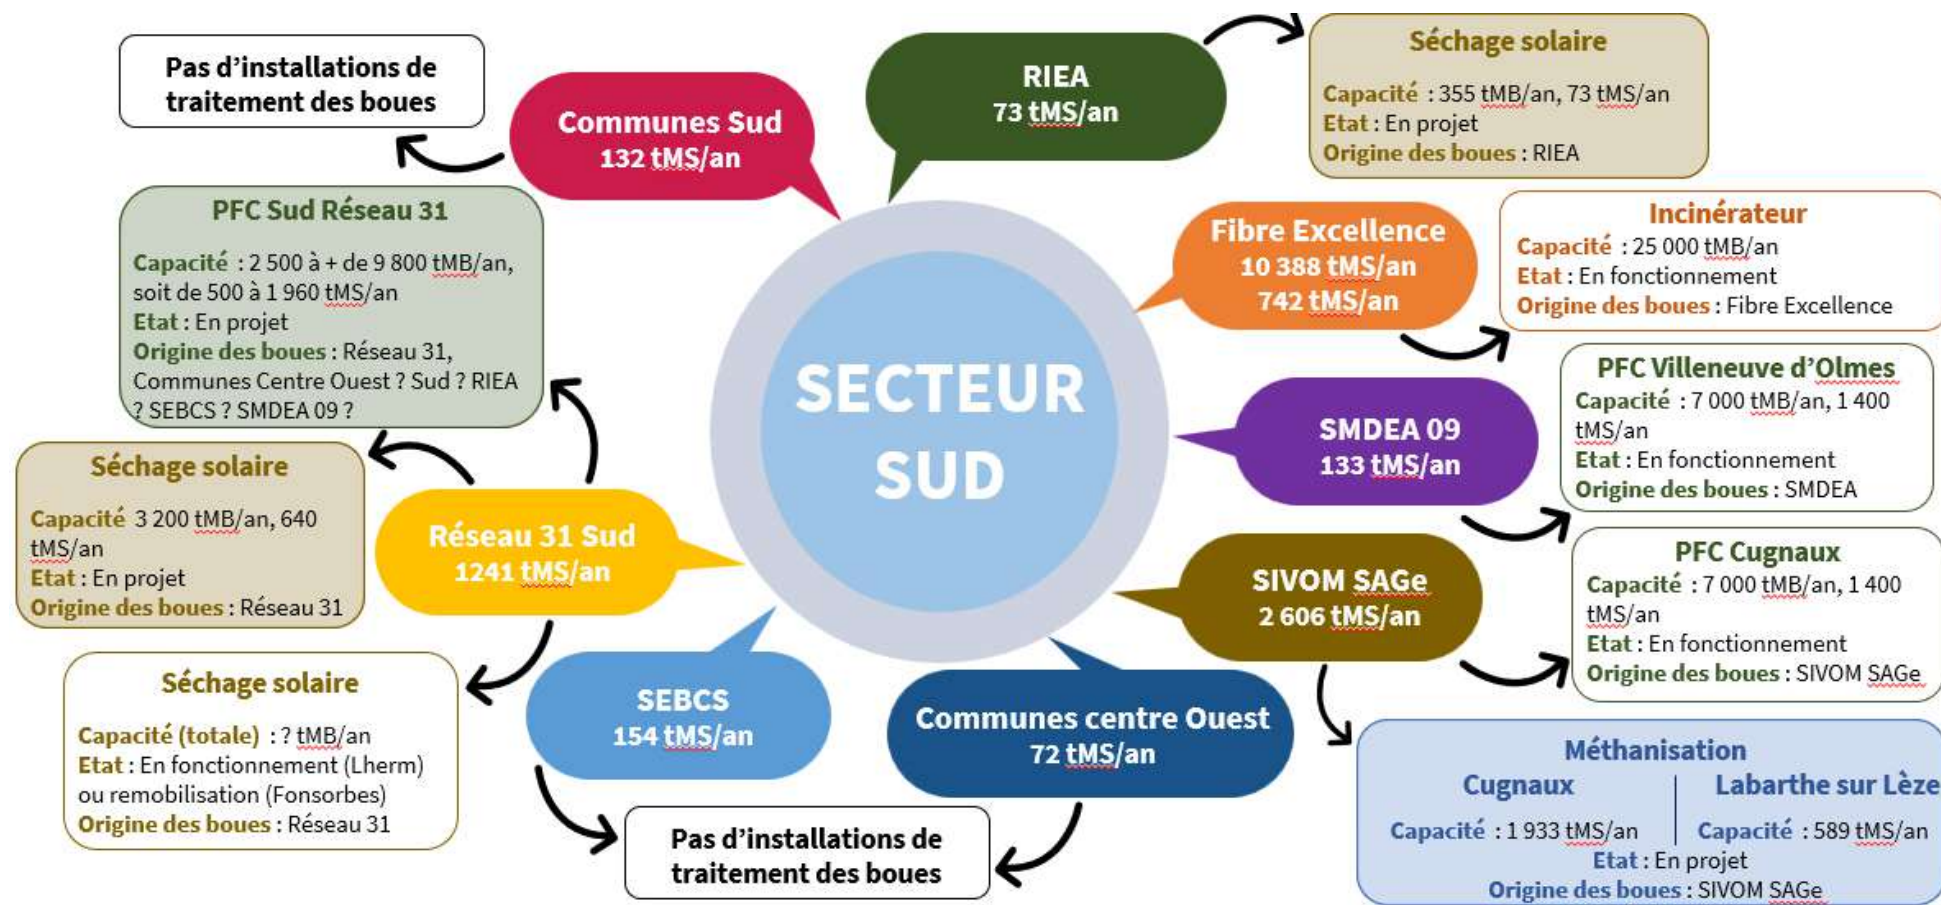 Pas d'installations de
traitement des boues
Communes Sud
132 tMS/an
RIEA
73 tMS/an
Séchage solaire
Capacité : 355 tMB/an, 73 tMS/an
Etat : En projet
Origine des boues : RIEA
PFC Sud Réseau 31
Capacité : 2 500 à + de 9 800 tMB/an,
soit de 500 à 1 960 tMS/an
Etat : En projet
Origine des boues : Réseau 31,
Communes Centre Ouest ? Sud ? RIEA
? SEBCS ? SMDEA 09 ?
Fibre Excellence
10 388 tMS/an
742 tMS/an
Incinérateur
Capacité : 25 000 tMB/an
Etat : En fonctionnement
Origine des boues : Fibre Excellence
SECTEUR
SUD
SMDEA 09
133 tMS/an
PFC Villeneuve d'Olmes
Capacité : 7 000 tMB/an, 1 400
tMS/an
Etat : En fonctionnement
Origine des boues : SMDEA
Séchage solaire
Capacité 3 200 tMB/an, 640
tMS/an
Etat : En projet
Origine des boues : Réseau 31
Réseau 31 Sud
1241 tMS/an
SIVOM SAGe
2 606 tMS/an
PFC Cugnaux
Capacité : 7 000 tMB/an, 1 400
tMS/an
Etat : En fonctionnement
Origine des boues : SIVOM SAGe
Séchage solaire
Capacité (totale) : ? tMB/an
Etat : En fonctionnement (Lherm)
ou remobilisation (Fonsorbes)
Origine des boues : Réseau 31
SEBCS
154 tMS/an
Communes centre Ouest
72 tMS/an
Pas d'installations de
traitement des boues
Méthanisation
Cugnaux
Capacité : 1 933 tMS/an
Labarthe sur Lèze
Capacité : 589 tMS/an
Etat : En projet
Origine des boues : SIVOM SAGe